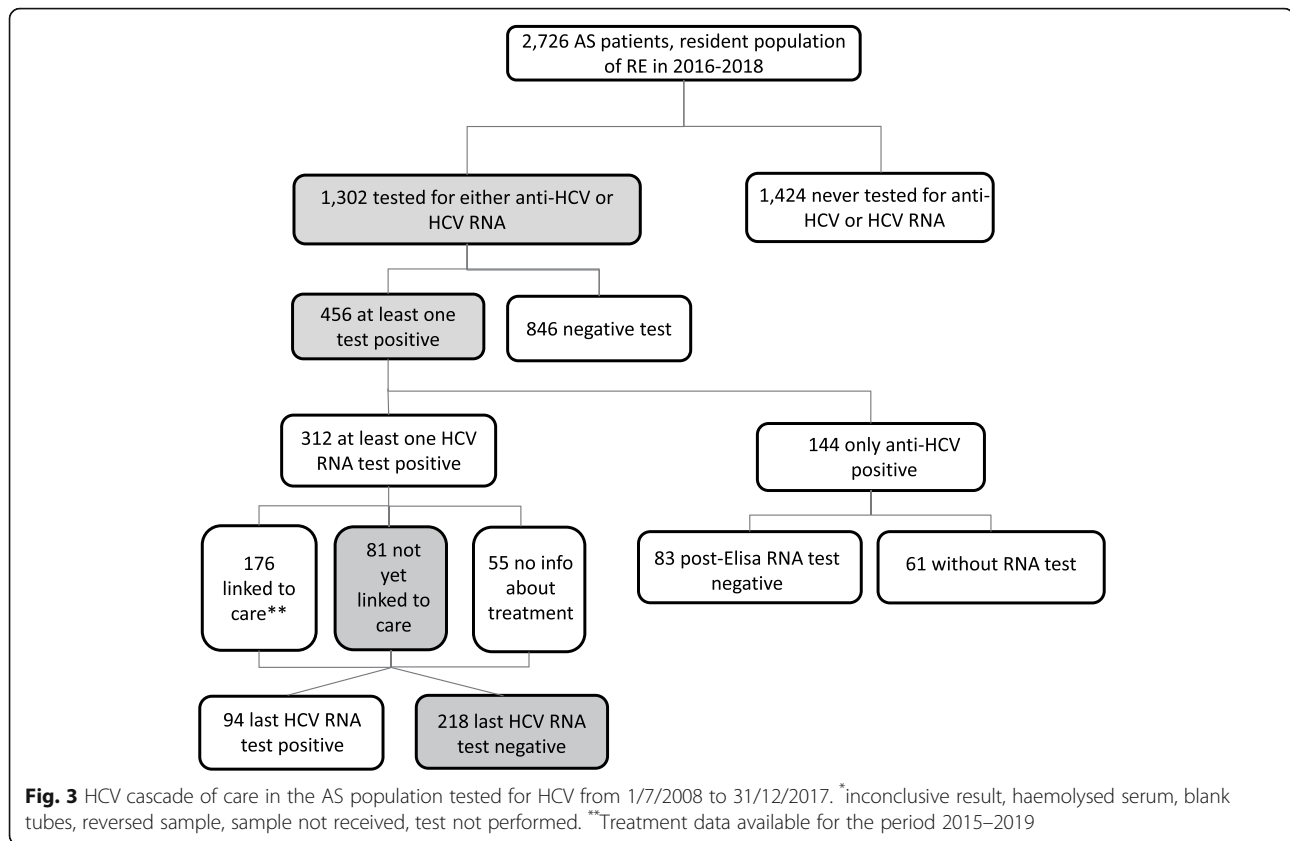 2,726 AS patients, resident population
of RE in 2016-2018
1,302 tested for either anti-HCV or
HCV RNA
1,424 never tested for anti-
HCV or HCV RNA
456 at least one
test positive
846 negative test
312 at least one HCV
RNA test positive
144 only anti-HCV
positive
176
linked to
care**
81 not
yet
linked to
care
55 no info
about
treatment
83 post-Elisa RNA test
negative
61 without RNA test
94 last HCV RNA
test positive
218 last HCV RNA
test negative
Fig. 3 HCV cascade of care in the AS population tested for HCV from 1/7/2008 to 31/12/2017. *inconclusive result, haemolysed serum, blank
tubes, reversed sample, sample not received, test not performed. **Treatment data available for the period 2015–2019